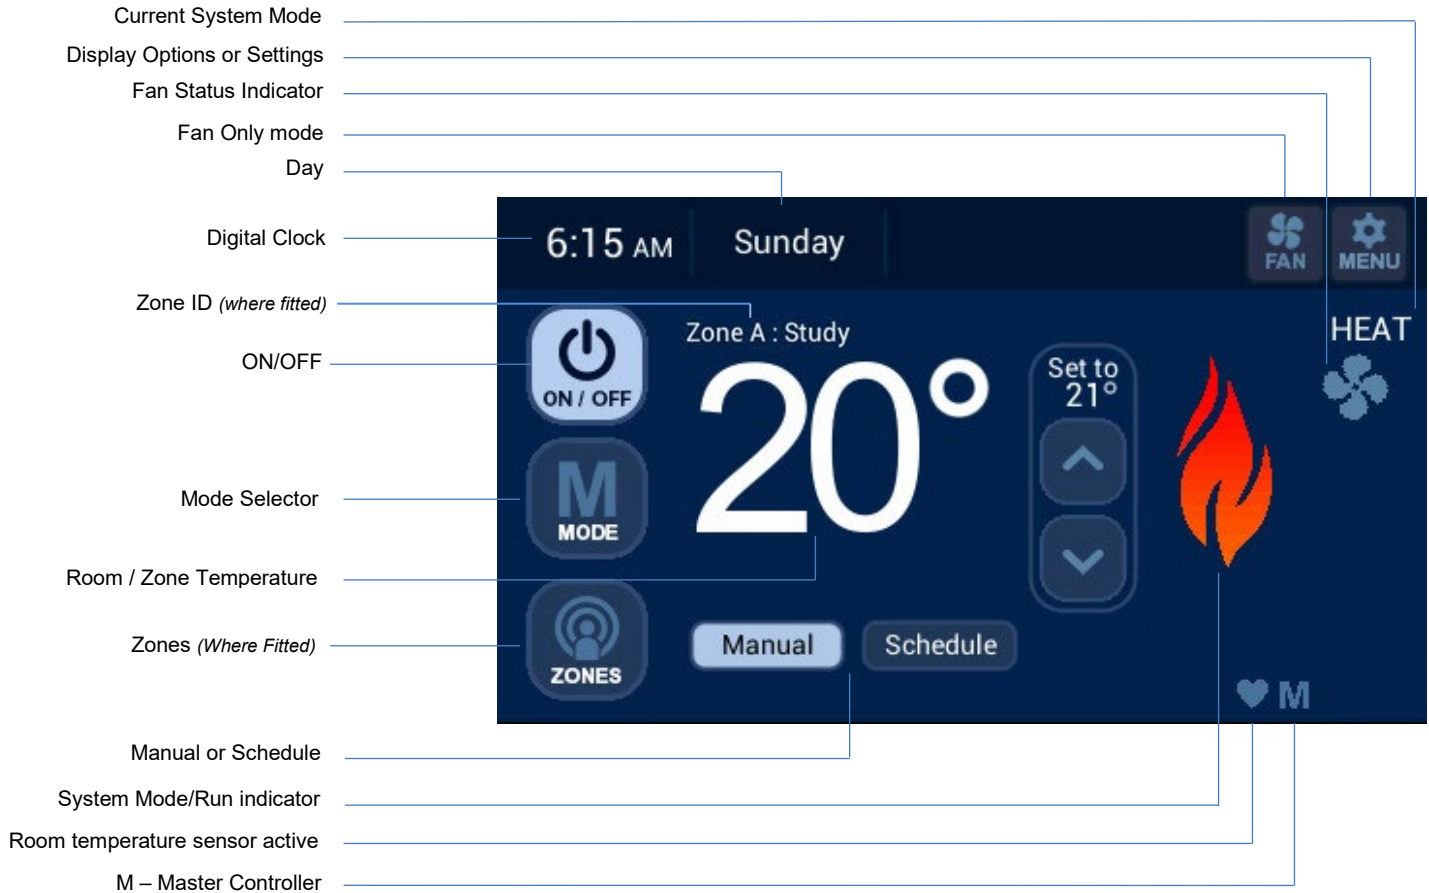 Current System Mode
Display Options or Settings
Fan Status Indicator
Fan Only mode
Day
Digital Clock
Zone ID (where fitted)
ON/OFF
Mode Selector
Room / Zone Temperature
Zones (Where Fitted)
Manual or Schedule
System Mode/Run indicator
Room temperature sensor active
M – Master Controller
6:15 AM
Sunday
FAN
MENU
ON / OFF
Zone A : Study
20°
Set to
21°
HEAT
M
MODE
ZONES
Manual
Schedule
M